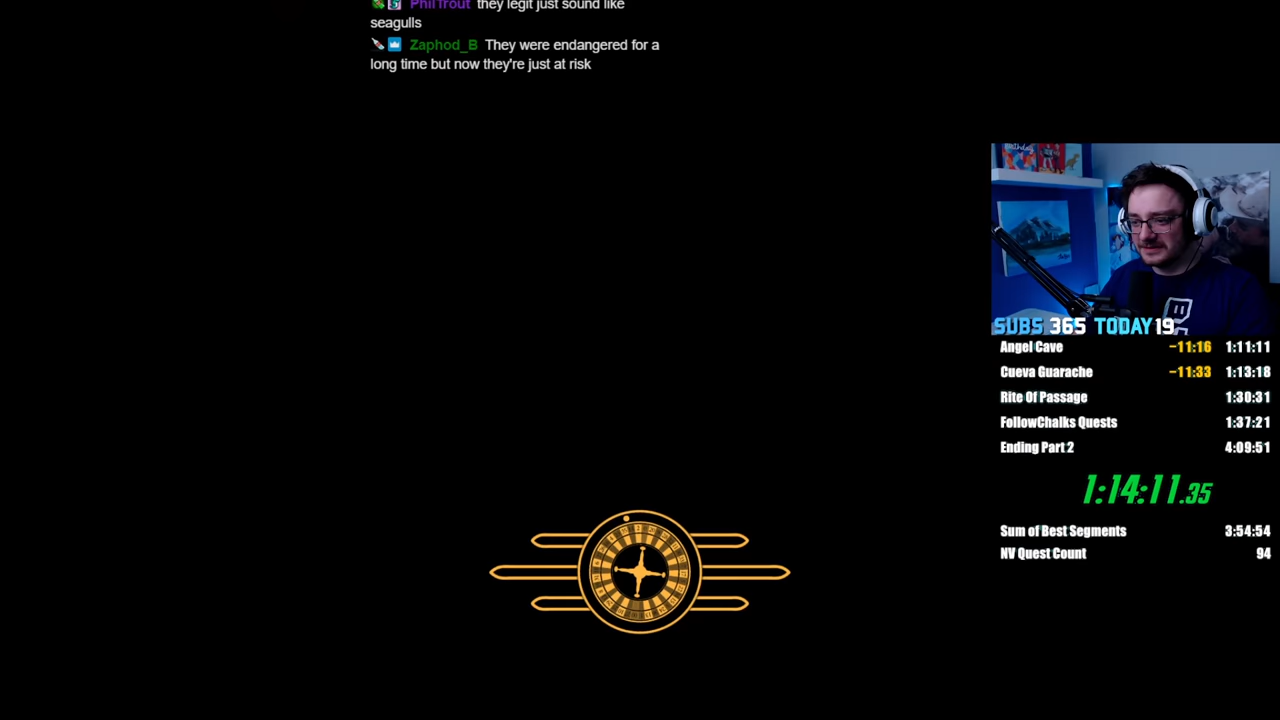 PhilTrout they legit just sound like
seagulls
Zaphod_B They were endangered for a
long time but now they're just at risk
Birthday
SUBS 365 TODAY 19
Angel Cave -11:16 1:11:11
Cueva Guarache -11:33 1:13:18
Rite Of Passage 1:30:31
FollowChalks Quests 1:37:21
Ending Part 2 4:09:51
1:14:11.35
Sum of Best Segments 3:54:54
NV Quest Count 94